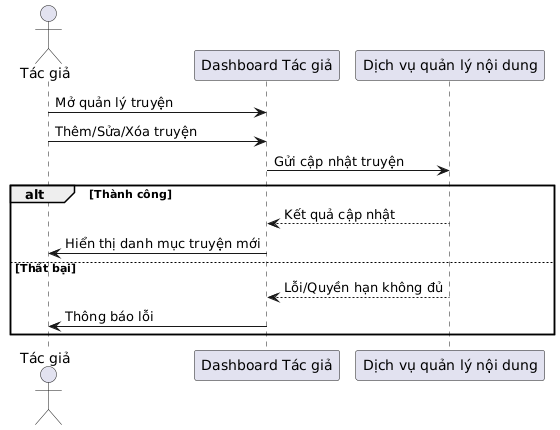 Tác giả
Dashboard Tác giả
Dịch vụ quản lý nội dung
Mở quản lý truyện
Thêm/Sửa/Xóa truyện
Gửi cập nhật truyện
alt
[Thành công]
Kết quả cập nhật
Hiển thị danh mục truyện mới
[Thất bại]
Lỗi/Quyền hạn không đủ
Thông báo lỗi
Tác giả
Dashboard Tác giả
Dịch vụ quản lý nội dung